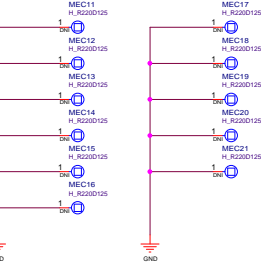 MEC11
H_R220D125
1
DNI
MEC12
H_R220D125
1
DNI
MEC13
H_R220D125
1
DNI
MEC14
H_R220D125
1
DNI
MEC15
H_R220D125
1
DNI
MEC16
H_R220D125
1
DNI
D
MEC17
H_R220D125
1
DNI
MEC18
H_R220D125
1
DNI
MEC19
H_R220D125
1
DNI
MEC20
H_R220D125
1
DNI
MEC21
H_R220D125
1
DNI
GND